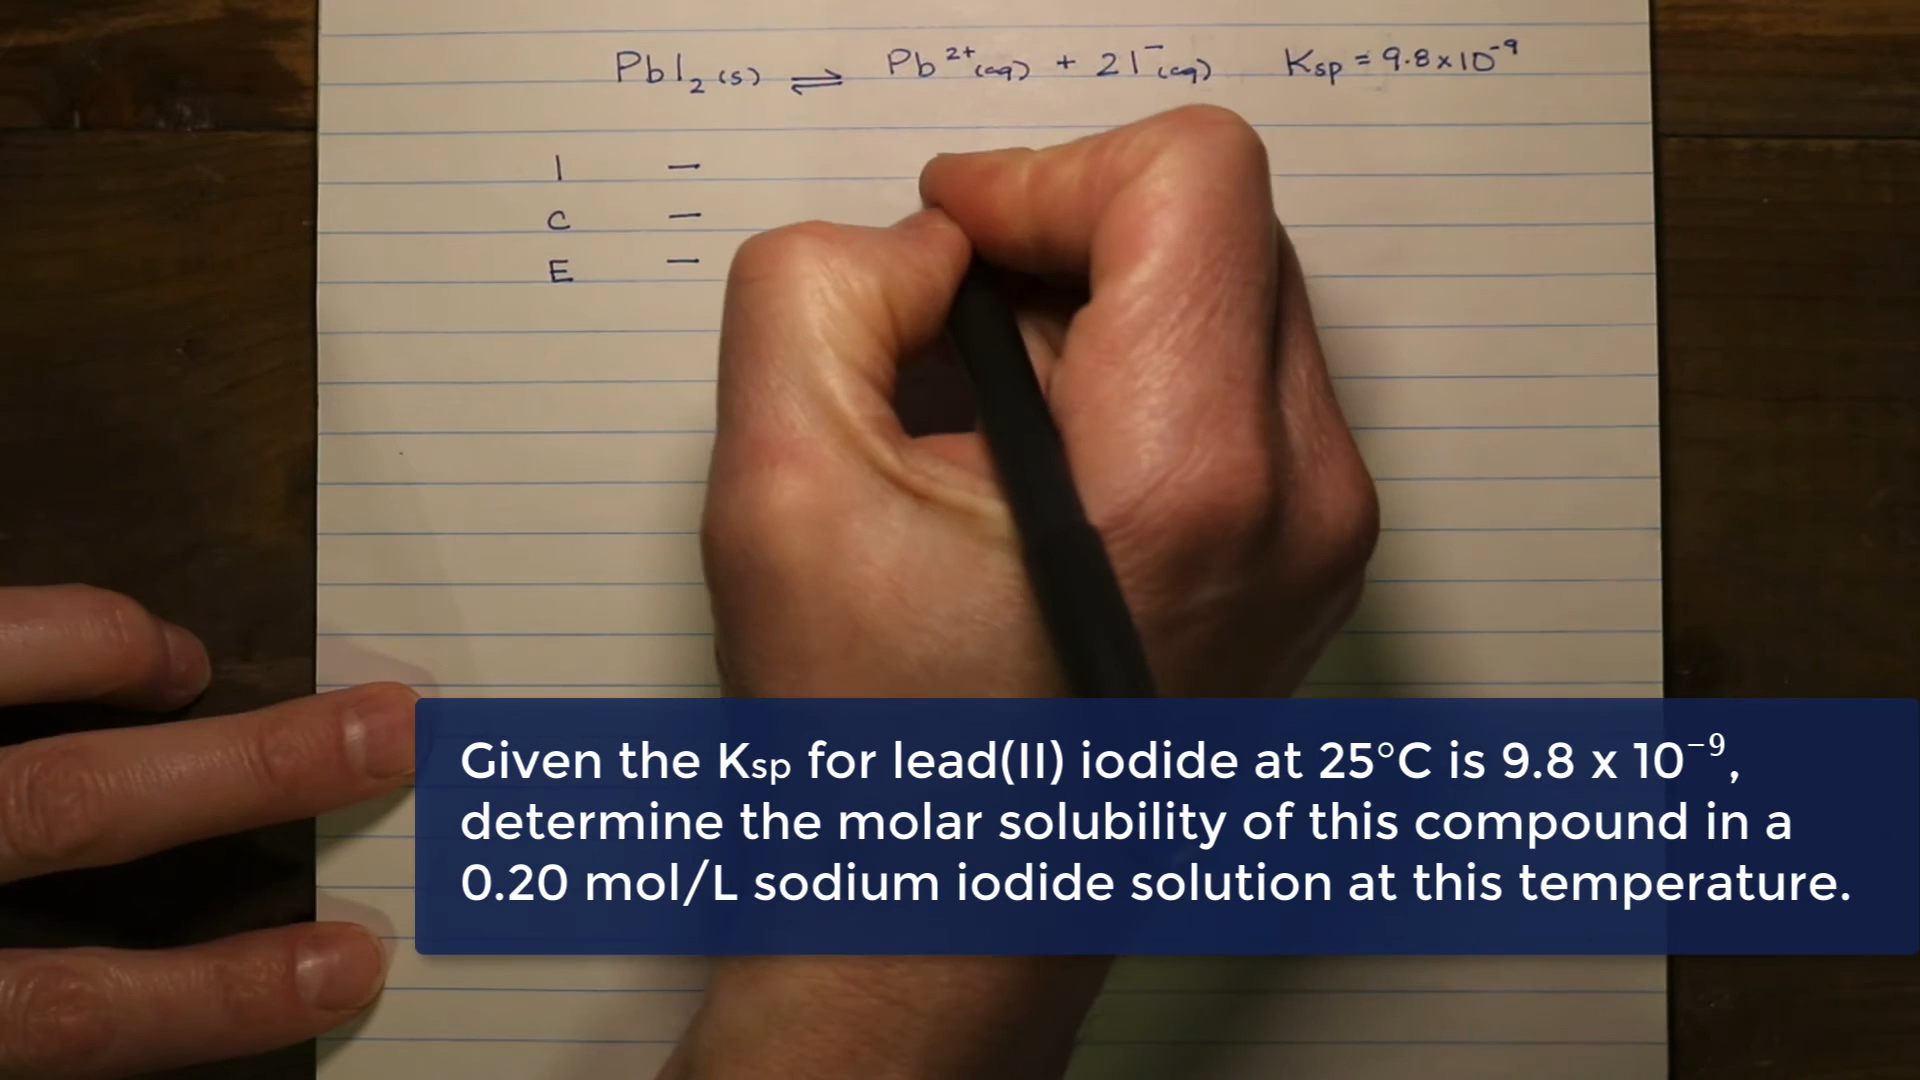 PbI₂ (s) ⇌ Pb²⁺(aq) + 2I⁻(aq) Ksp = 9.8 x 10⁻⁹
I —
C —
E —
Given the Ksp for lead(II) iodide at 25°C is 9.8 x 10⁻⁹,
determine the molar solubility of this compound in a
0.20 mol/L sodium iodide solution at this temperature.